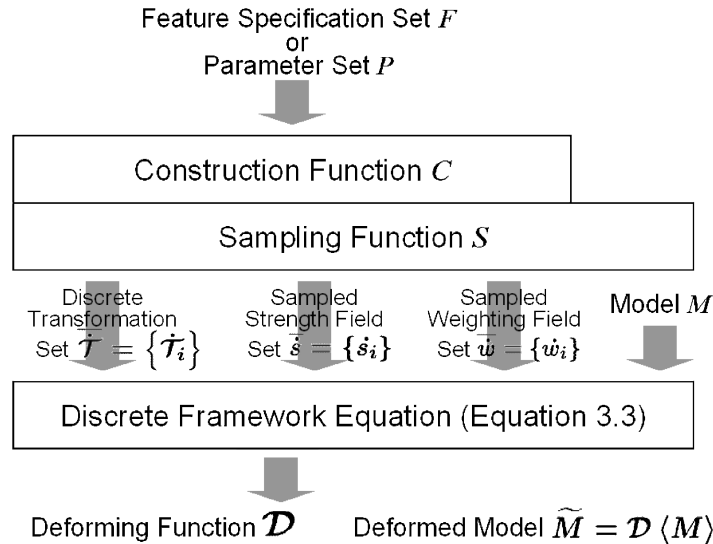 Feature Specification Set F
or
Parameter Set P
Construction Function C
Sampling Function S
Discrete
Transformation
Set 𝒯̇̅ = {𝒯̇ᵢ}
Sampled
Strength Field
Set ṡ̅ = {ṡᵢ}
Sampled
Weighting Field
Set ẇ̅ = {ẇᵢ}
Model M
Discrete Framework Equation (Equation 3.3)
Deforming Function 𝓓
Deformed Model M̃ = 𝓓 ⟨M⟩